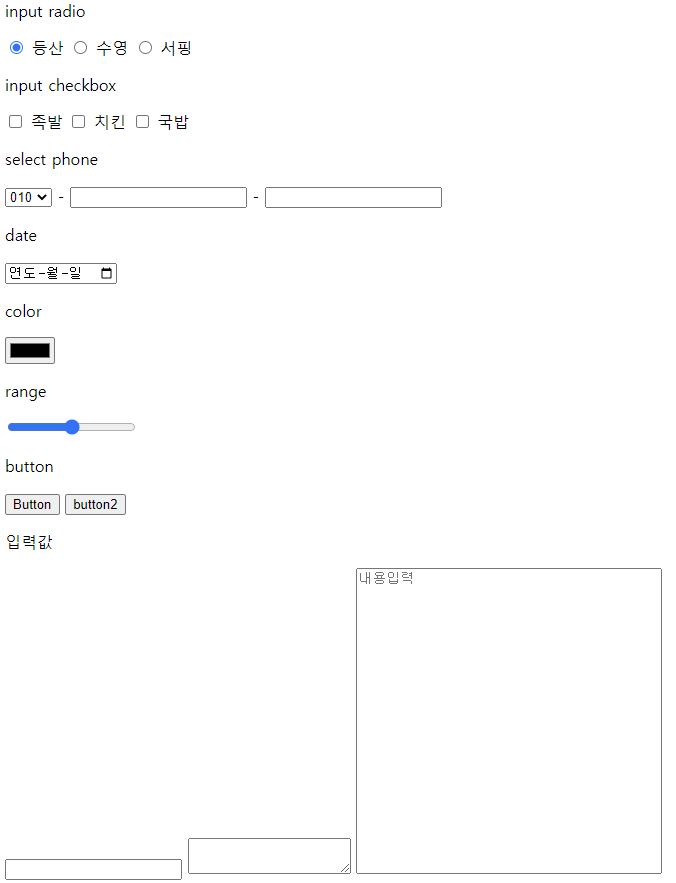 input radio
등산 수영 서핑
input checkbox
족발 치킨 국밥
select phone
010 - -
date
연도-월-일
color
range
button
Button button2
입력값
내용입력